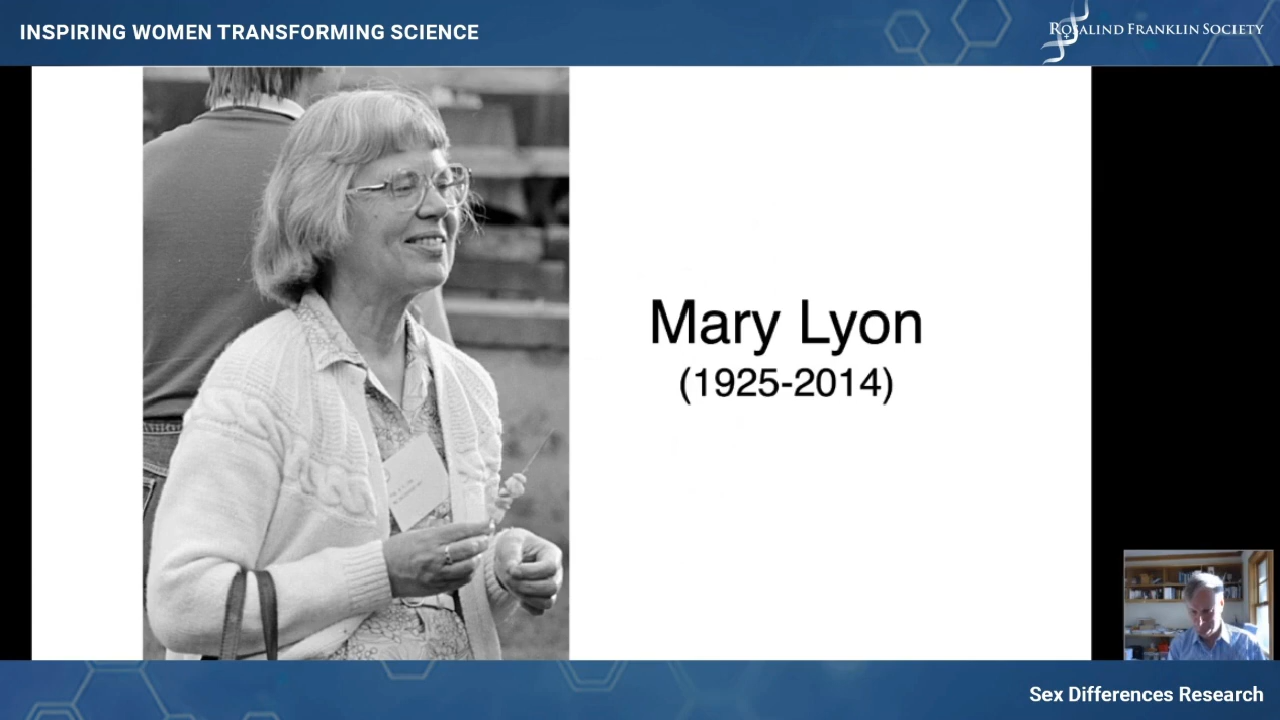 INSPIRING WOMEN TRANSFORMING SCIENCE
ROSALIND FRANKLIN SOCIETY
Mary Lyon
(1925-2014)
Sex Differences Research